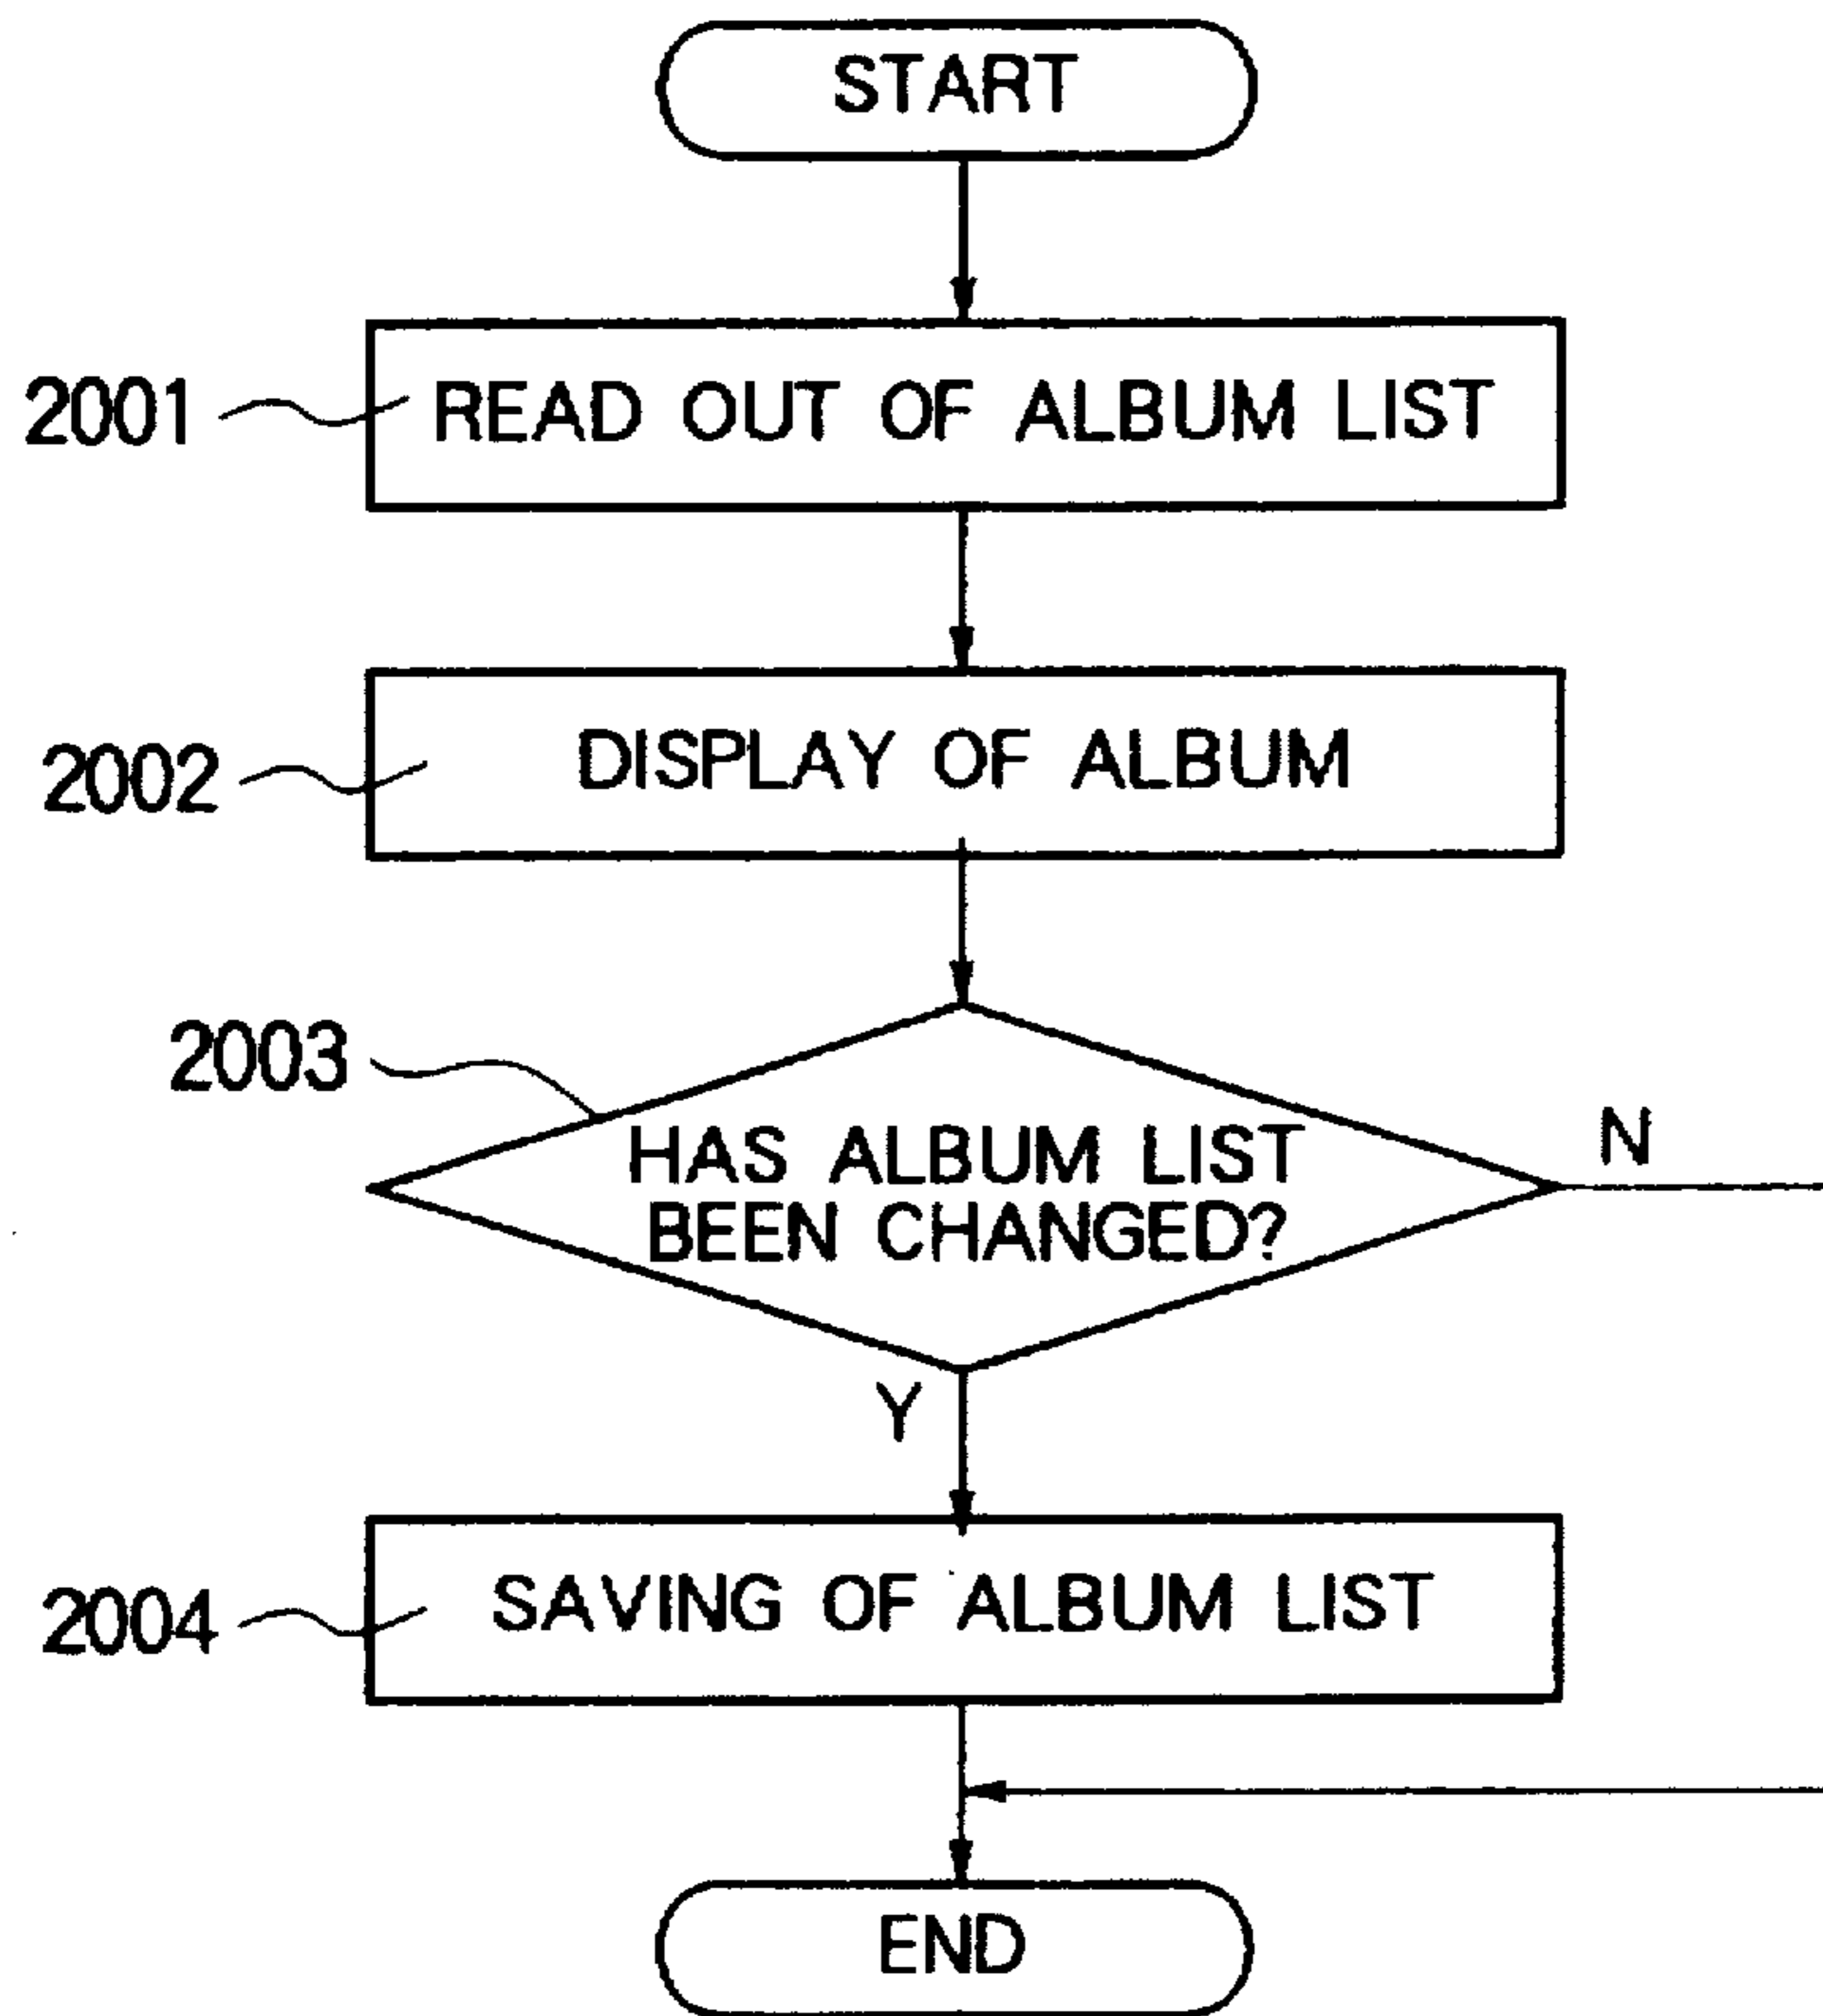 START
2001
READ OUT OF ALBUM LIST
2002
DISPLAY OF ALBUM
2003
HAS ALBUM LIST
BEEN CHANGED?
N
Y
2004
SAVING OF ALBUM LIST
END